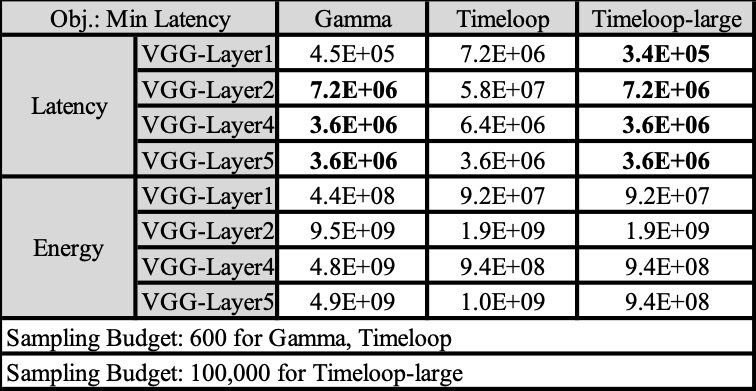 Obj.: Min Latency Gamma Timeloop Timeloop-large
Latency VGG-Layer1 4.5E+05 7.2E+06 3.4E+05
VGG-Layer2 7.2E+06 5.8E+07 7.2E+06
VGG-Layer4 3.6E+06 6.4E+06 3.6E+06
VGG-Layer5 3.6E+06 3.6E+06 3.6E+06
Energy VGG-Layer1 4.4E+08 9.2E+07 9.2E+07
VGG-Layer2 9.5E+09 1.9E+09 1.9E+09
VGG-Layer4 4.8E+09 9.4E+08 9.4E+08
VGG-Layer5 4.9E+09 1.0E+09 9.4E+08
Sampling Budget: 600 for Gamma, Timeloop
Sampling Budget: 100,000 for Timeloop-large